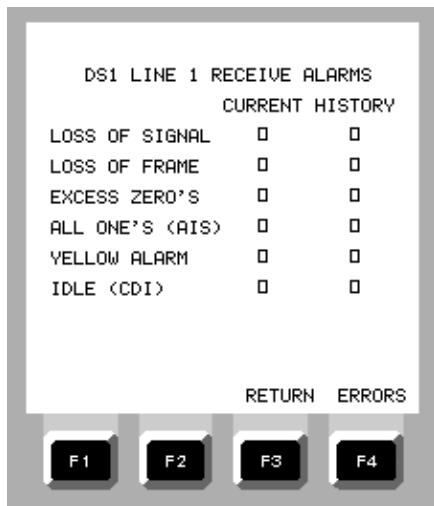 DS1 LINE 1 RECEIVE ALARMS
CURRENT HISTORY
LOSS OF SIGNAL
LOSS OF FRAME
EXCESS ZERO'S
ALL ONE'S (AIS)
YELLOW ALARM
IDLE (CDI)
RETURN ERRORS
F1 F2 F3 F4